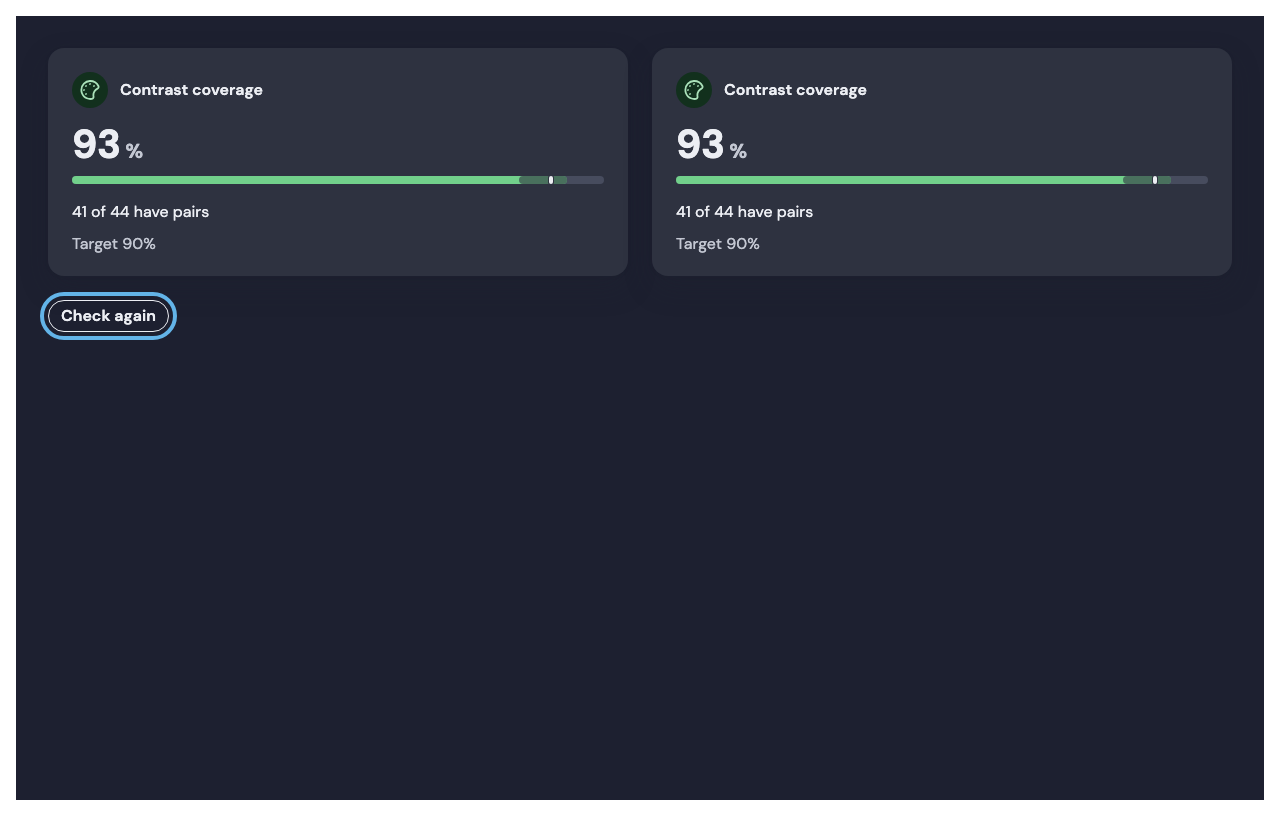 Contrast coverage
93 %
41 of 44 have pairs
Target 90%
Contrast coverage
93 %
41 of 44 have pairs
Target 90%
Check again